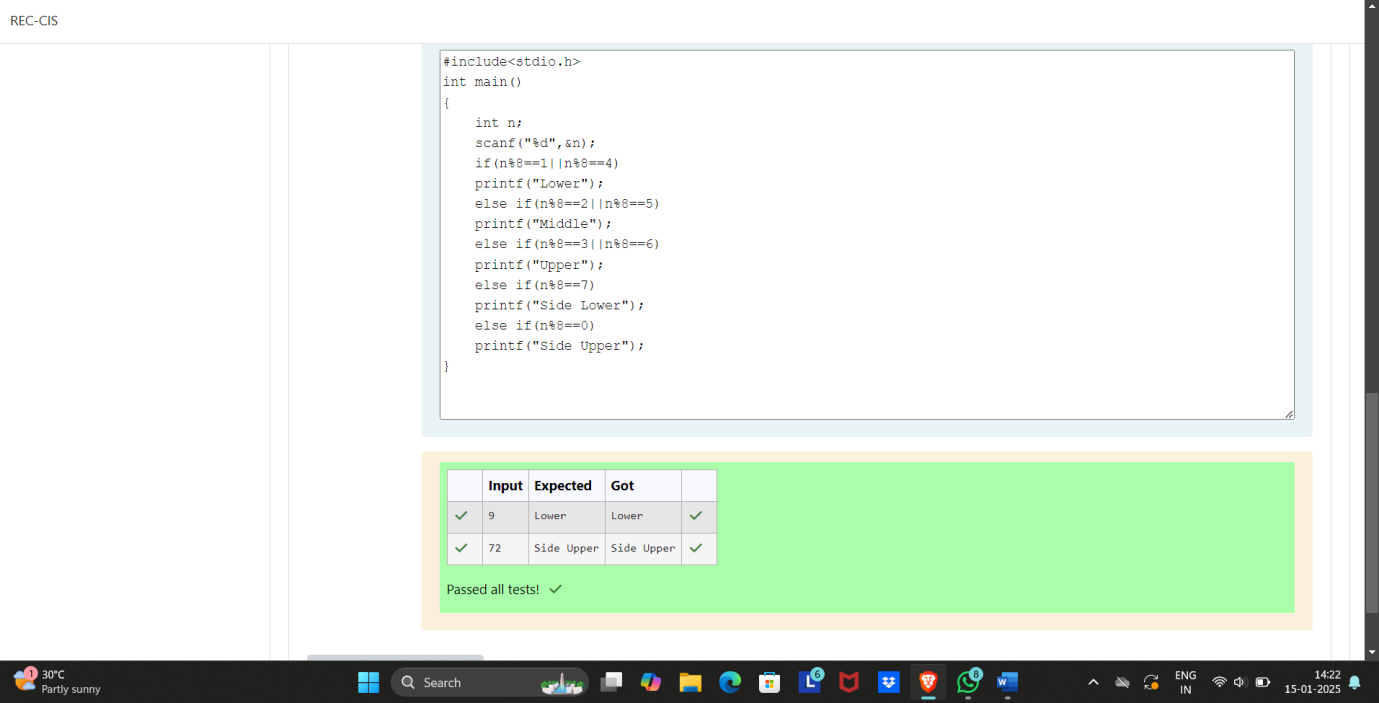 REC-CIS
#include<stdio.h>
int main()
{
    int n;
    scanf("%d",&n);
    if(n%8==1||n%8==4)
    printf("Lower");
    else if(n%8==2||n%8==5)
    printf("Middle");
    else if(n%8==3||n%8==6)
    printf("Upper");
    else if(n%8==7)
    printf("Side Lower");
    else if(n%8==0)
    printf("Side Upper");
}
Input Expected Got
9 Lower Lower
72 Side Upper Side Upper
Passed all tests!
1 30°C
Partly sunny
Search
L 6
8
W
ENG
IN
14:22
15-01-2025